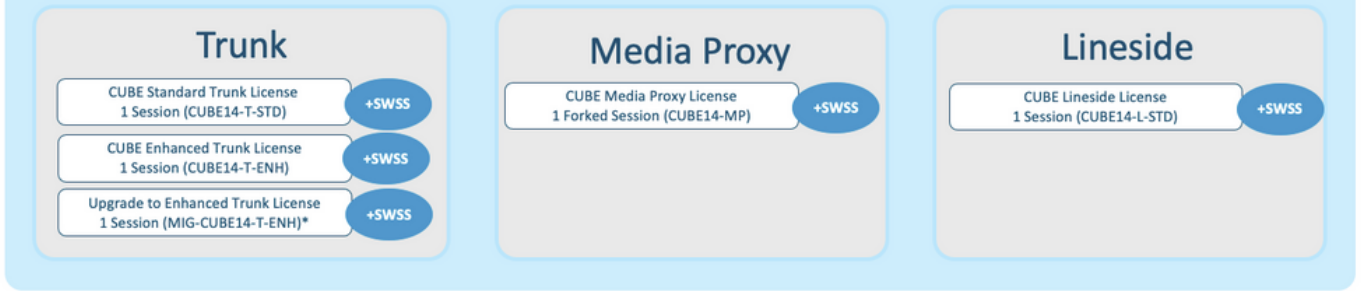 Trunk
CUBE Standard Trunk License
1 Session (CUBE14-T-STD)
+SWSS
CUBE Enhanced Trunk License
1 Session (CUBE14-T-ENH)
+SWSS
Upgrade to Enhanced Trunk License
1 Session (MIG-CUBE14-T-ENH)*
+SWSS
Media Proxy
CUBE Media Proxy License
1 Forked Session (CUBE14-MP)
+SWSS
Lineside
CUBE Lineside License
1 Session (CUBE14-L-STD)
+SWSS